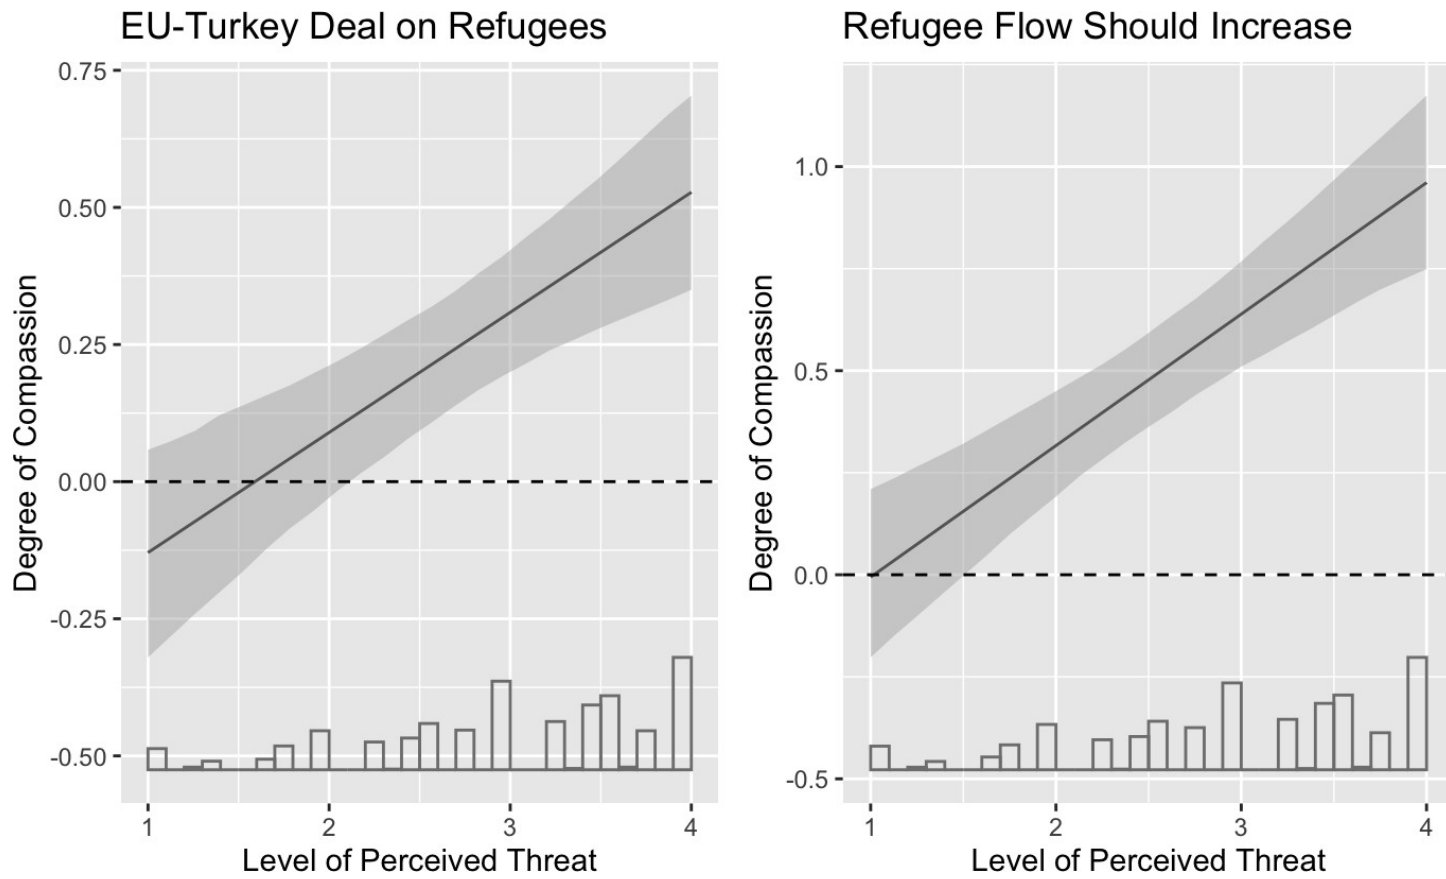 EU-Turkey Deal on Refugees
Degree of Compassion
0.75
0.50
0.25
0.00
-0.25
-0.50
1 2 3 4
Level of Perceived Threat
Refugee Flow Should Increase
Degree of Compassion
1.0
0.5
0.0
-0.5
1 2 3 4
Level of Perceived Threat